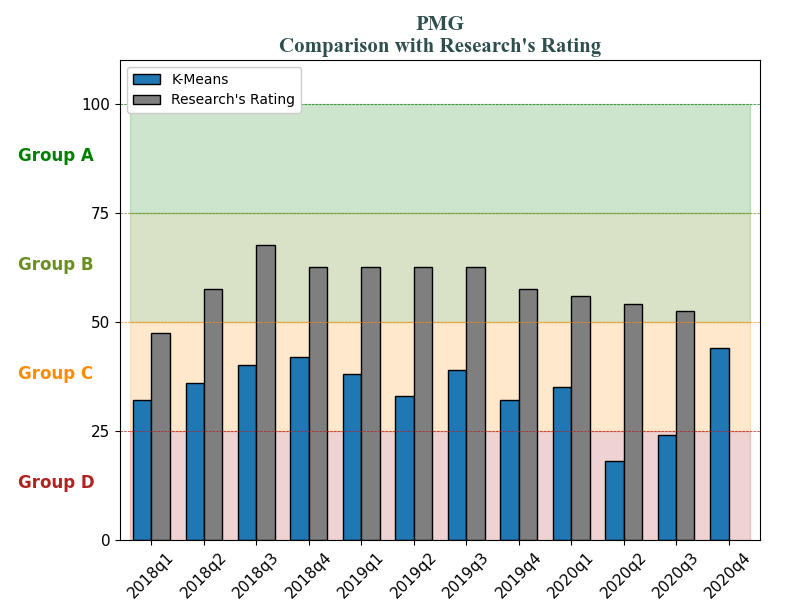 PMG
Comparison with Research's Rating
K-Means
Research's Rating
100
Group A
75
Group B
50
Group C
25
Group D
0
2018q1
2018q2
2018q3
2018q4
2019q1
2019q2
2019q3
2019q4
2020q1
2020q2
2020q3
2020q4